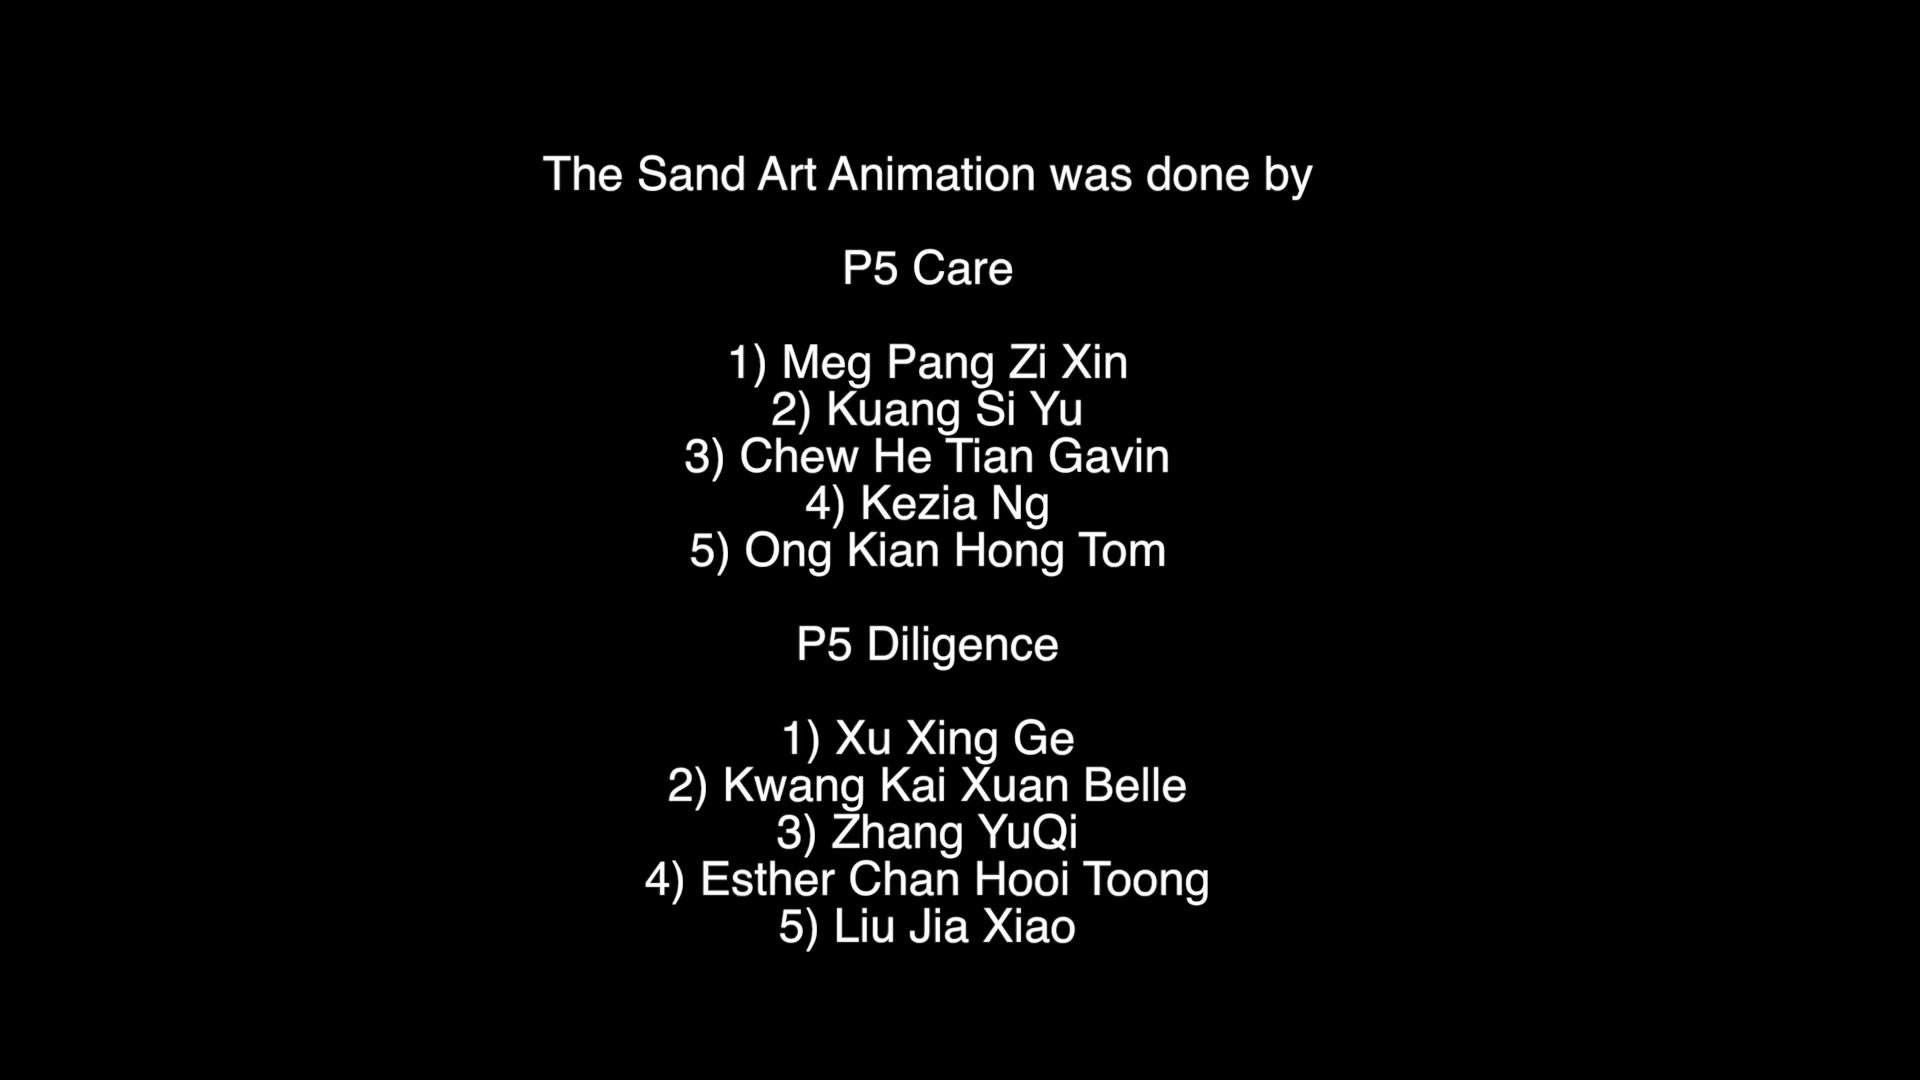 The Sand Art Animation was done by
P5 Care
1) Meg Pang Zi Xin
2) Kuang Si Yu
3) Chew He Tian Gavin
4) Kezia Ng
5) Ong Kian Hong Tom
P5 Diligence
1) Xu Xing Ge
2) Kwang Kai Xuan Belle
3) Zhang YuQi
4) Esther Chan Hooi Toong
5) Liu Jia Xiao